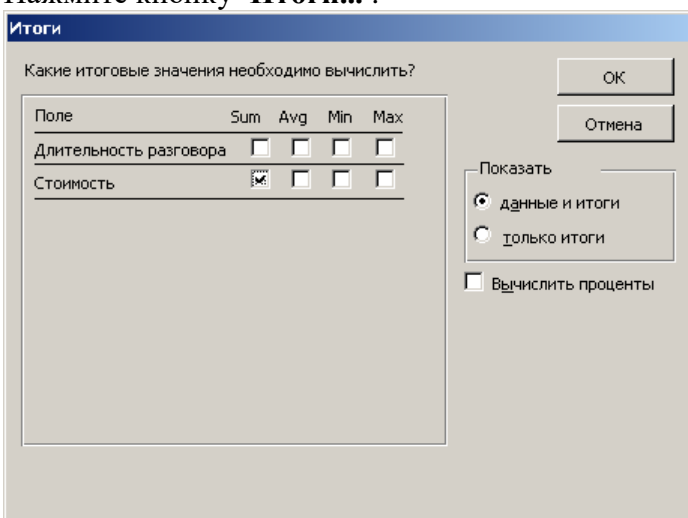 Нажмите кнопку "Итоги...".
Итоги
Какие итоговые значения необходимо вычислить?
ОК
Отмена
Поле Sum Avg Min Max
Длительность разговора
Стоимость
Показать
данные и итоги
только итоги
Вычислить проценты